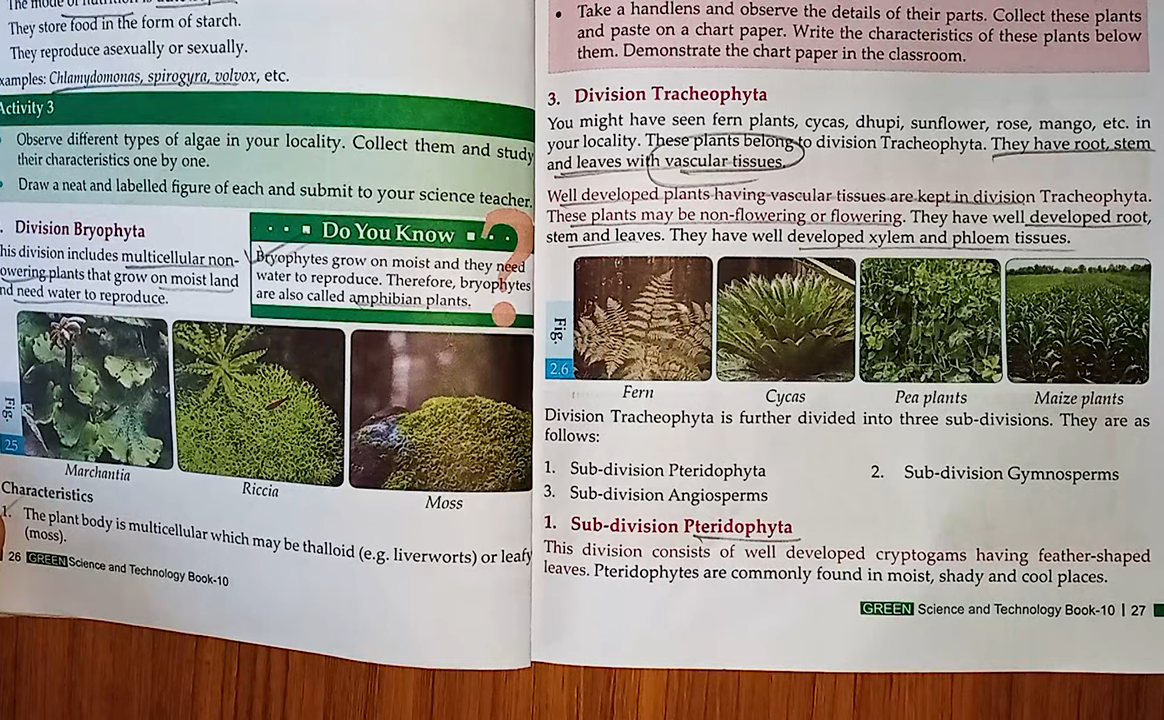 The mode of nutrition is
They store food in the form of starch.
They reproduce asexually or sexually.
xamples: Chlamydomonas, spirogyra, volvox, etc.
Activity 3
Observe different types of algae in your locality. Collect them and study
their characteristics one by one.
Draw a neat and labelled figure of each and submit to your science teacher.
. Division Bryophyta
his division includes multicellular non-
owering plants that grow on moist land
nd need water to reproduce.
Do You Know
?
Bryophytes grow on moist and they need
water to reproduce. Therefore, bryophytes
are also called amphibian plants.
Fig.
25
Marchantia
Riccia
Moss
Characteristics
1. The plant body is multicellular which may be thalloid (e.g. liverworts) or leafy
(moss).
26 GREEN Science and Technology Book-10
• Take a handlens and observe the details of their parts. Collect these plants
and paste on a chart paper. Write the characteristics of these plants below
them. Demonstrate the chart paper in the classroom.
3. Division Tracheophyta
You might have seen fern plants, cycas, dhupi, sunflower, rose, mango, etc. in
your locality. These plants belong to division Tracheophyta. They have root, stem
and leaves with vascular tissues.
Well developed plants having vascular tissues are kept in division Tracheophyta.
These plants may be non-flowering or flowering. They have well developed root,
stem and leaves. They have well developed xylem and phloem tissues.
Fig.
2.6
Fern
Cycas
Pea plants
Maize plants
Division Tracheophyta is further divided into three sub-divisions. They are as
follows:
1. Sub-division Pteridophyta
2. Sub-division Gymnosperms
3. Sub-division Angiosperms
1. Sub-division Pteridophyta
This division consists of well developed cryptogams having feather-shaped
leaves. Pteridophytes are commonly found in moist, shady and cool places.
GREEN Science and Technology Book-10 | 27